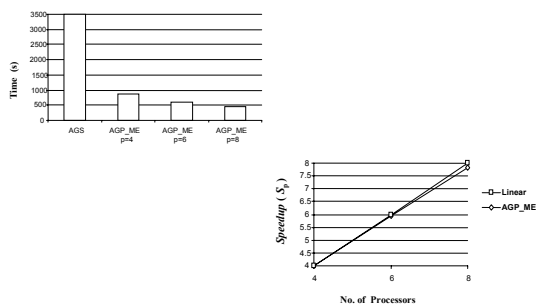 3500
3000
2500
2000
1500
1000
500
0
Time (s)
AGS
AGP_ME
p=4
AGP_ME
p=6
AGP_ME
p=8
8
7.5
7
6.5
6
5.5
5
4.5
4
Speedup ( Sp )
4
6
8
No. of Processors
Linear
AGP_ME